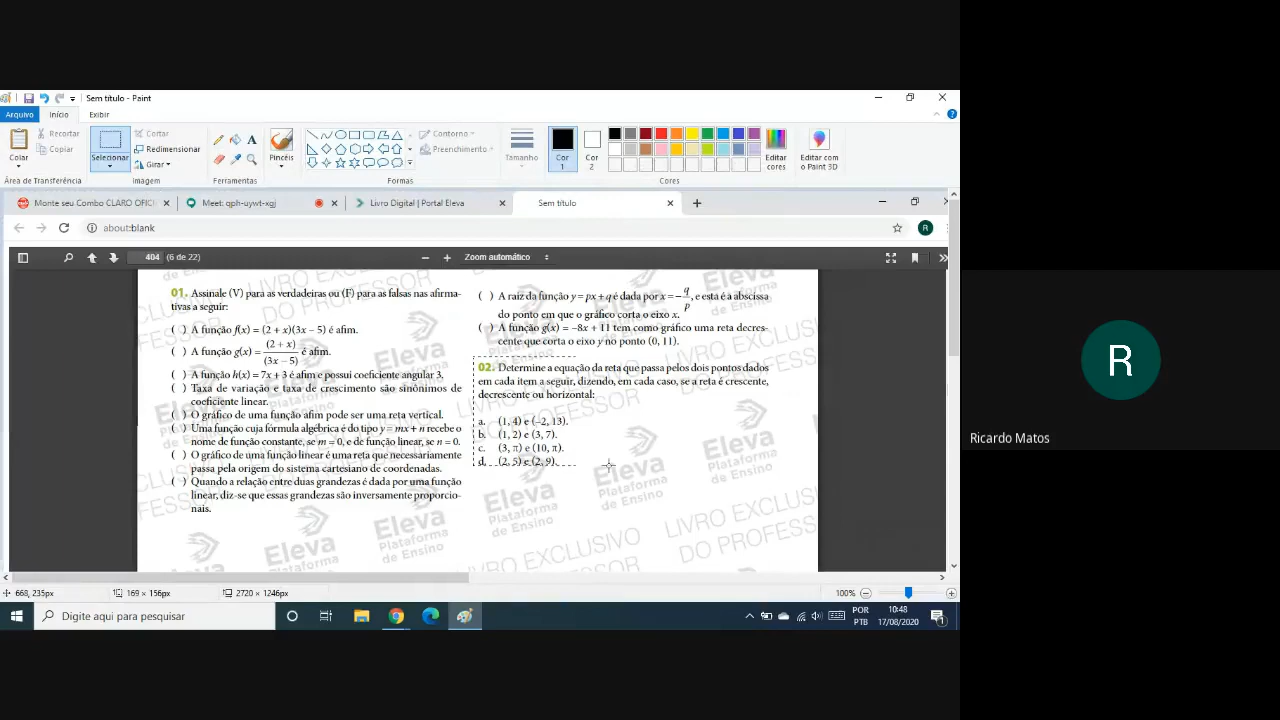 Sem título - Paint
Arquivo Início Exibir
Colar
Recortar
Copiar
Área de Transferência
Selecionar
Cortar
Redimensionar
Girar
Imagem
A
Ferramentas
Pincéis
Contorno
Preenchimento
Formas
Tamanho
Cor 1
Cor 2
Editar cores
Cores
Editar com o Paint 3D
Monte seu Combo CLARO OFIC
Meet: qph-uywt-xgj
Livro Digital | Portal Eleva
Sem título
about:blank
R
404 (6 de 22)
Zoom automático
01. Assinale (V) para as verdadeiras ou (F) para as falsas nas afirma-
tivas a seguir:
( ) A função f(x) = (2 + x)(3x − 5) é afim.
( ) A função g(x) = (2 + x)/(3x − 5) é afim.
( ) A função h(x) = 7x + 3 é afim e possui coeficiente angular 3.
( ) Taxa de variação e taxa de crescimento são sinônimos de
coeficiente linear.
( ) O gráfico de uma função afim pode ser uma reta vertical.
( ) Uma função cuja fórmula algébrica é do tipo y = mx + n recebe o
nome de função constante, se m = 0, e de função linear, se n = 0.
( ) O gráfico de uma função linear é uma reta que necessariamente
passa pela origem do sistema cartesiano de coordenadas.
( ) Quando a relação entre duas grandezas é dada por uma função
linear, diz-se que essas grandezas são inversamente proporcio-
nais.
( ) A raiz da função y = px + q é dada por x = −q/p, e esta é a abscissa
do ponto em que o gráfico corta o eixo x.
( ) A função g(x) = −8x + 11 tem como gráfico uma reta decres-
cente que corta o eixo y no ponto (0, 11).
02. Determine a equação da reta que passa pelos dois pontos dados
em cada item a seguir, dizendo, em cada caso, se a reta é crescente,
decrescente ou horizontal:
a. (1, 4) e (−2, 13).
b. (1, 2) e (3, 7).
c. (3, π) e (10, π).
d. (2, 5) e (2, 9).
Eleva
Plataforma
de Ensino
LIVRO EXCLUSIVO
DO PROFESSOR
668, 235px
169 × 156px
2720 × 1246px
100%
Digite aqui para pesquisar
POR
PTB
10:48
17/08/2020
1
R
Ricardo Matos